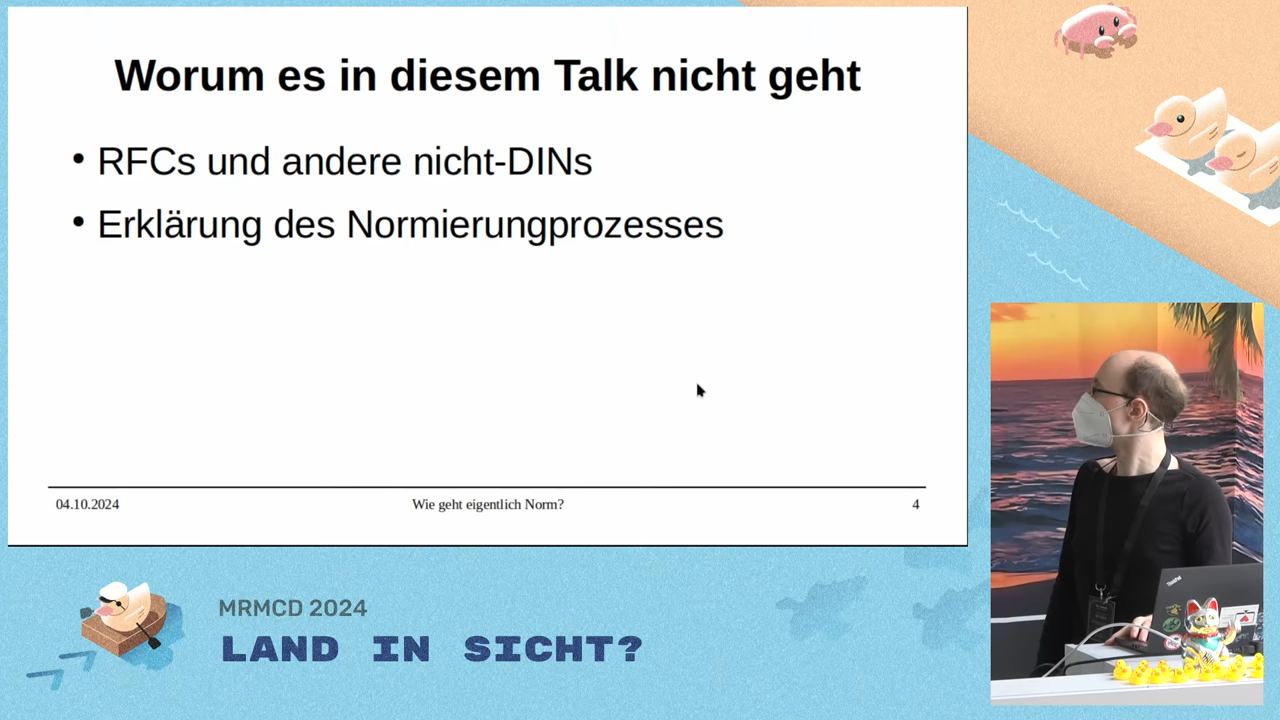 Worum es in diesem Talk nicht geht
• RFCs und andere nicht-DINs
• Erklärung des Normierungprozesses
04.10.2024 Wie geht eigentlich Norm? 4
MRMCD 2024
LAND IN SICHT?
ThinkPad